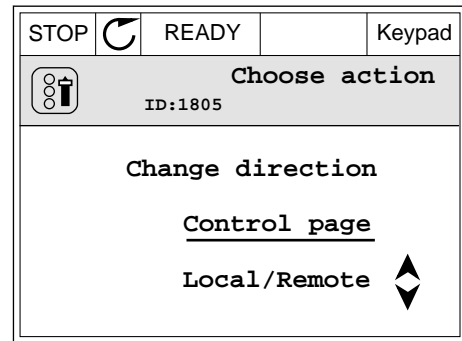 STOP READY Keypad
Choose action
ID:1805
Change direction
Control page
Local/Remote